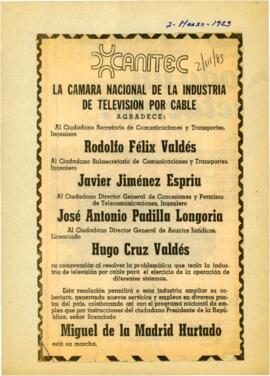 2-Marzo-1983
CANITEC
2/III/83
LA CAMARA NACIONAL DE LA INDUSTRIA
DE TELEVISION POR CABLE
AGRADECE:
Al Ciudadano Secretario de Comunicaciones y Transportes.
Ingeniero
Rodolfo Félix Valdés
Al Ciudadano Subsecretario de Comunicaciones y Transportes.
Ingeniero
Javier Jiménez Espriu
Al Ciudadano Director General de Concesiones y Permisos
de Telecomunicaciones, Ingeniero
José Antonio Padilla Longoria
Al Ciudadano Director General de Asuntos Jurídicos.
Licenciado
Hugo Cruz Valdés
su comprensión al resolver la problemática que tenía la Indus-
tria de televisión por cable para el ejercicio de la operación de
diferentes sistemas.
Esta resolución permitirá a esta industria ampliar su co-
bertura, generando nuevos servicios y empleos en diversos pun-
tos del país, colaborando así con el programa nacional de em-
pleo que por instrucciones del ciudadano Presidente de la Repú-
blica, señor licenciado
Miguel de la Madrid Hurtado
está en marcha.